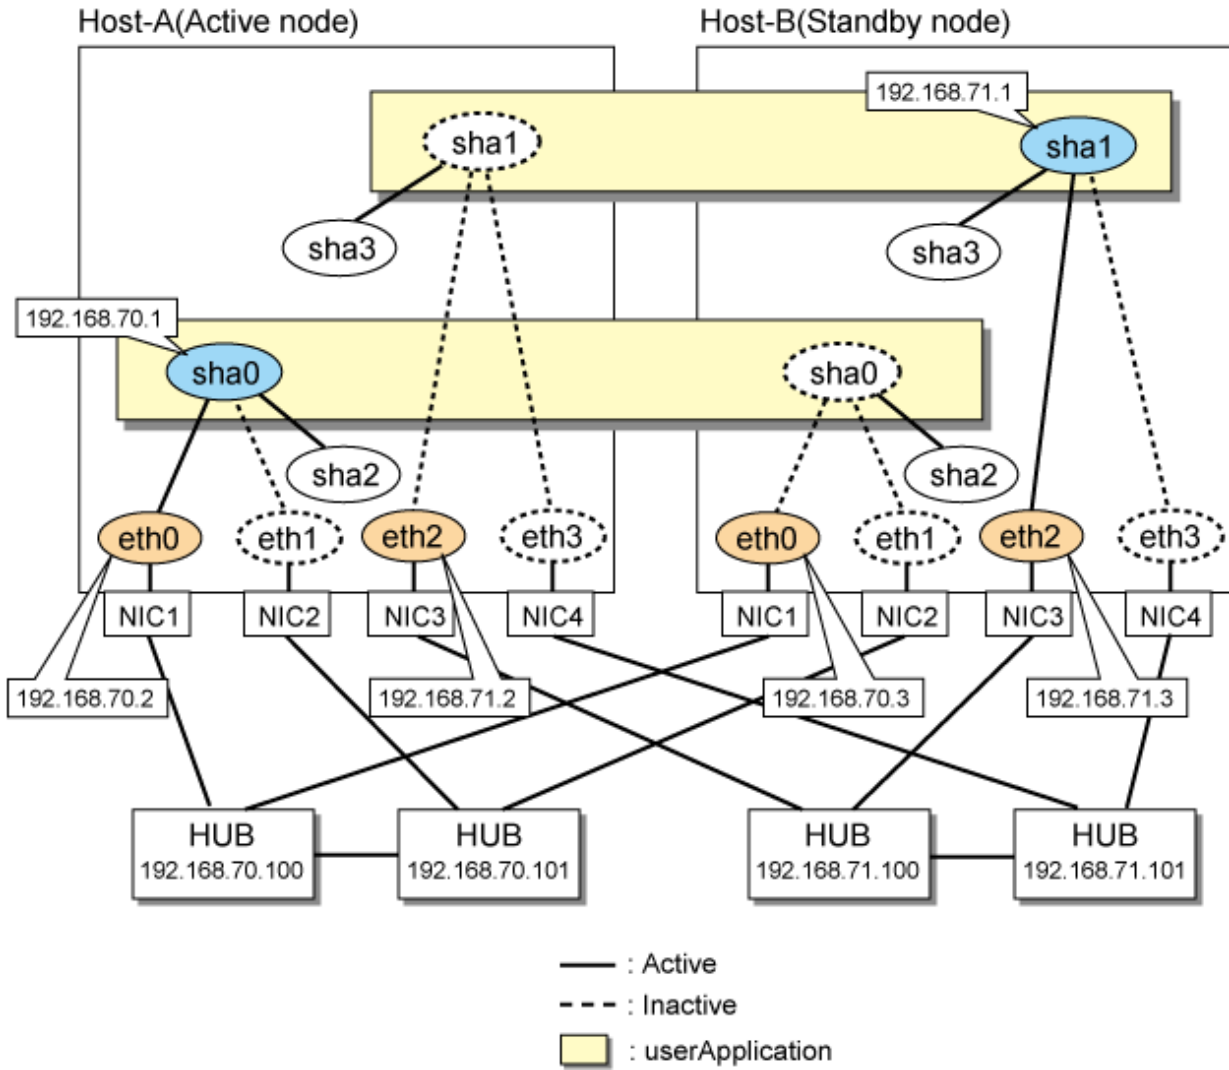 Host-A(Active node)
Host-B(Standby node)
192.168.71.1
sha1
sha1
sha3
sha3
192.168.70.1
sha0
sha0
sha2
sha2
eth0
eth1
eth2
eth3
eth0
eth1
eth2
eth3
NIC1
NIC2
NIC3
NIC4
NIC1
NIC2
NIC3
NIC4
192.168.70.2
192.168.71.2
192.168.70.3
192.168.71.3
HUB
192.168.70.100
HUB
192.168.70.101
HUB
192.168.71.100
HUB
192.168.71.101
: Active
: Inactive
: userApplication